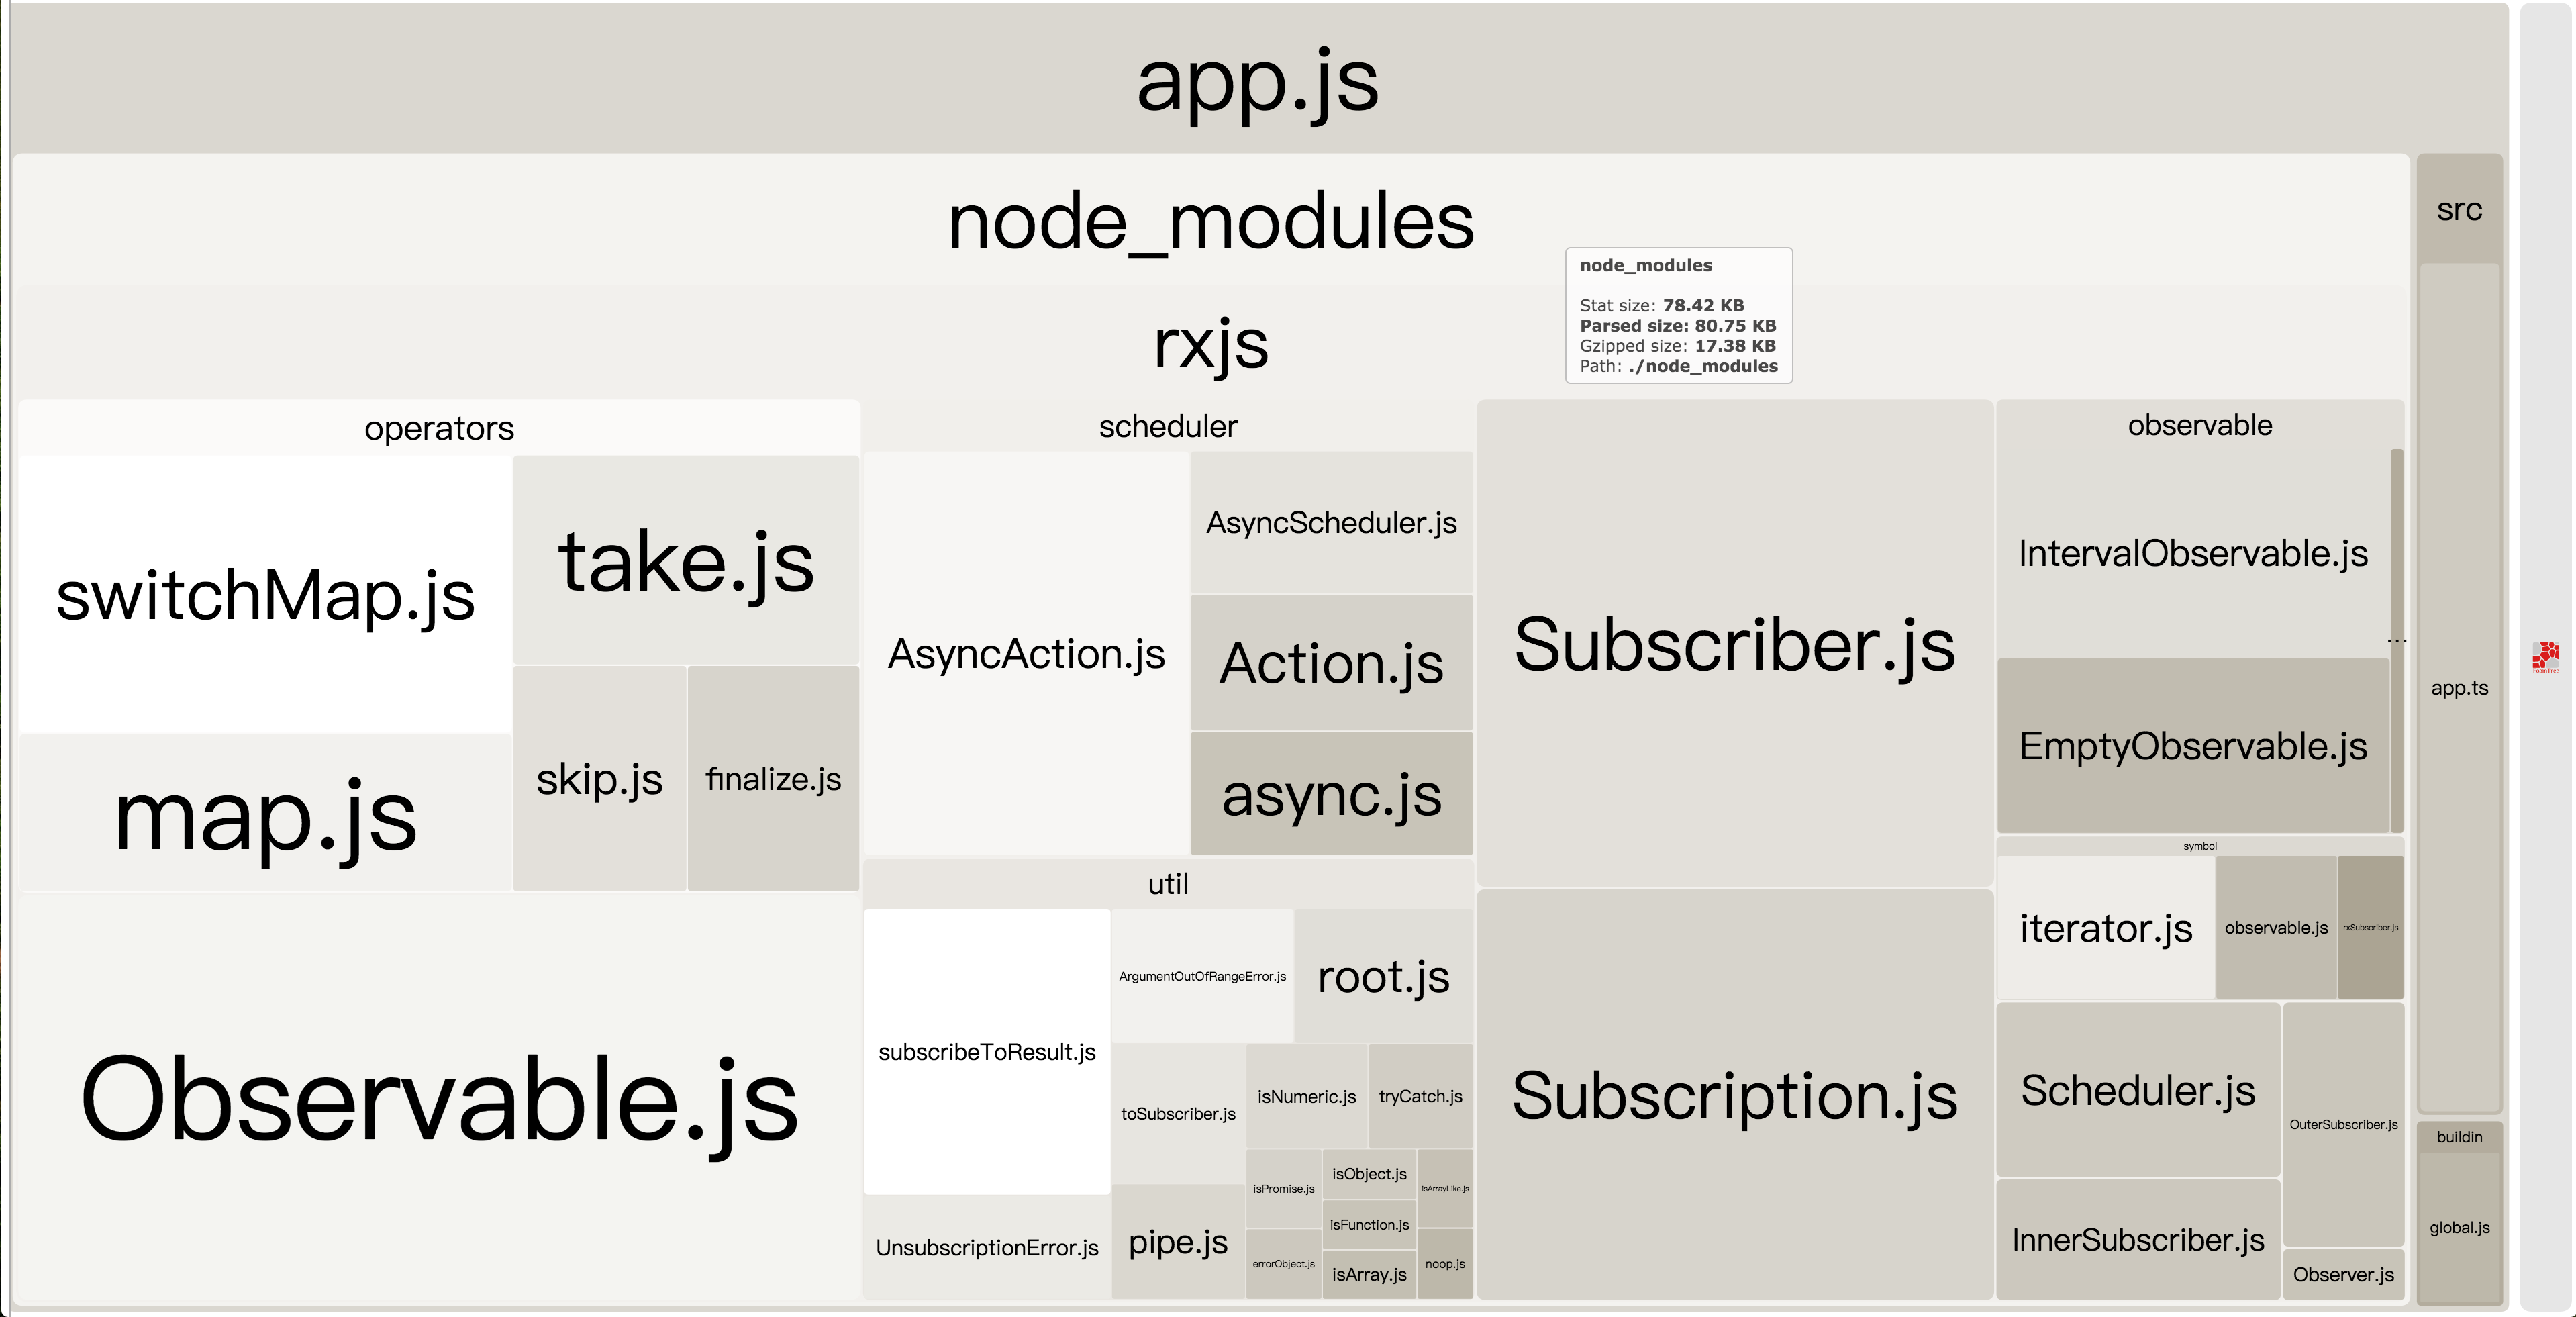 app.js
node_modules
src
node_modules
Stat size: 78.42 KB
Parsed size: 80.75 KB
Gzipped size: 17.38 KB
Path: ./node_modules
rxjs
operators
switchMap.js
take.js
map.js
skip.js
finalize.js
Observable.js
scheduler
AsyncAction.js
AsyncScheduler.js
Action.js
async.js
util
subscribeToResult.js
ArgumentOutOfRangeError.js
root.js
toSubscriber.js
isNumeric.js
tryCatch.js
isPromise.js
isObject.js
isArrayLike.js
isFunction.js
UnsubscriptionError.js
pipe.js
errorObject.js
isArray.js
noop.js
Subscriber.js
Subscription.js
observable
IntervalObservable.js
...
EmptyObservable.js
symbol
iterator.js
observable.js
rxSubscriber.js
Scheduler.js
OuterSubscriber.js
InnerSubscriber.js
Observer.js
app.ts
buildin
global.js
FoamTree